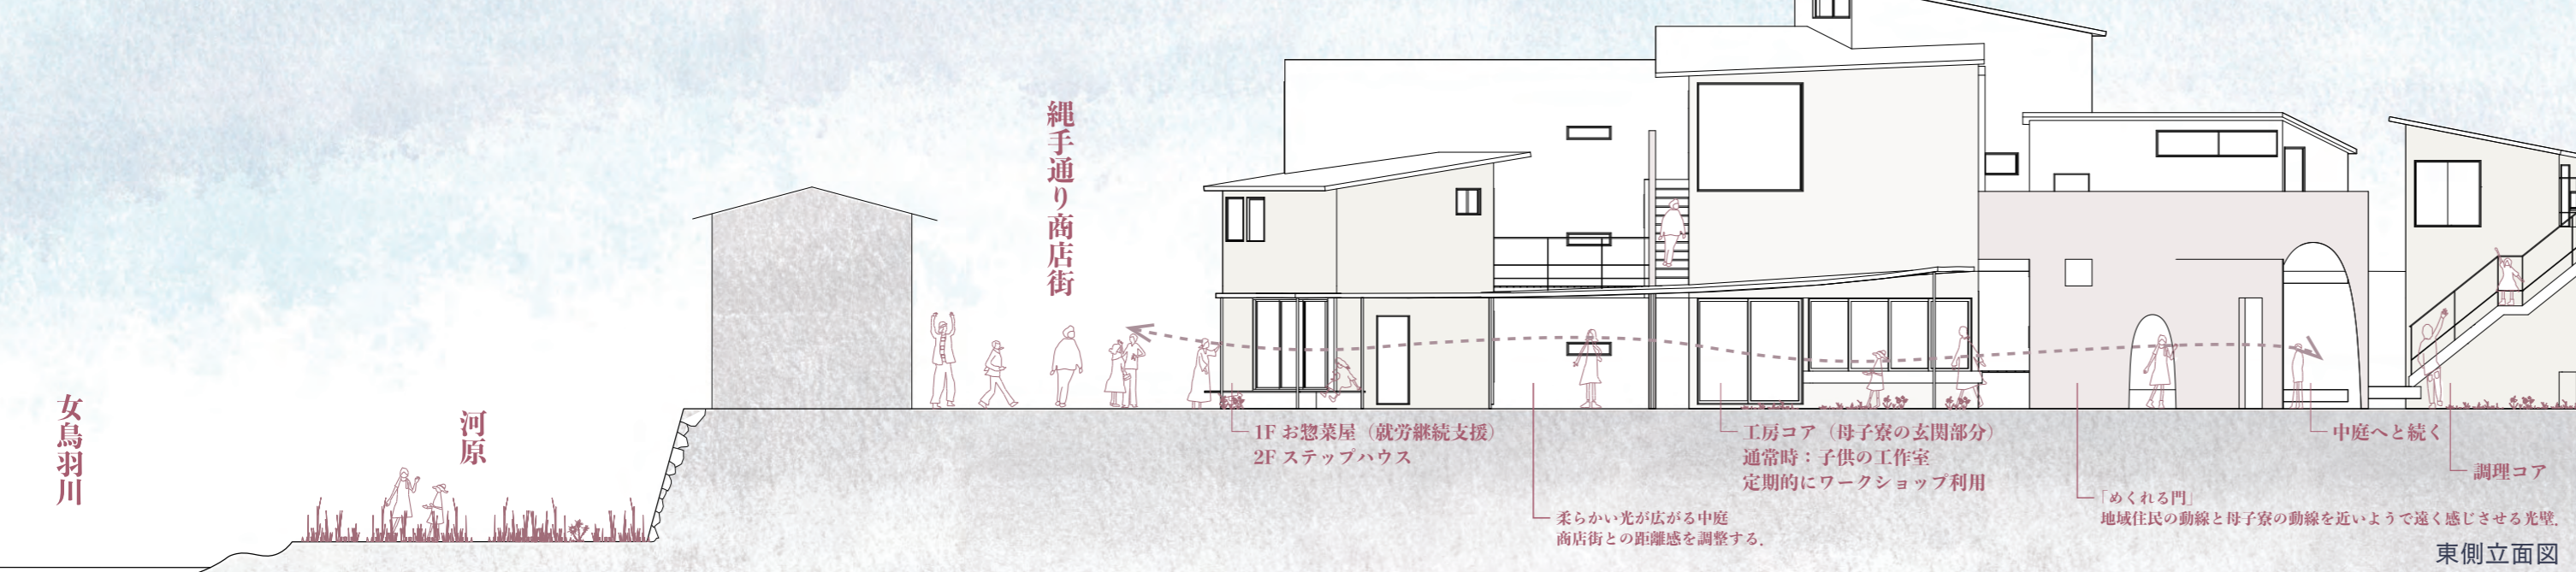 女鳥羽川
河原
縄手通り商店街
1F お惣菜屋（就労継続支援）
2F ステップハウス
柔らかい光が広がる中庭
商店街との距離感を調整する．
工房コア（母子寮の玄関部分）
通常時：子供の工作室
定期的にワークショップ利用
「めくれる門」
地域住民の動線と母子寮の動線を近いようで遠く感じさせる光壁．
中庭へと続く
調理コア
東側立面図